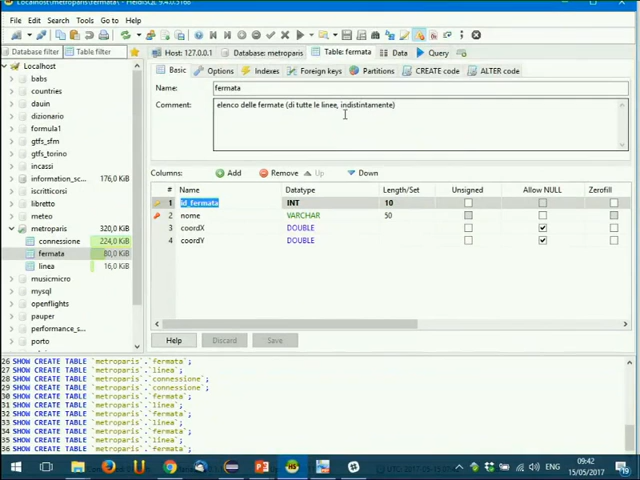 Localhost\metroparis\fermata\ - HeidiSQL 9.4.0.5188
File Edit Search Tools Go to Help
Database filter Table filter
Host: 127.0.0.1 Database: metroparis Table: fermata Data Query
Basic Options Indexes Foreign keys Partitions CREATE code ALTER code
Name: fermata
Comment: elenco delle fermate (di tutte le linee, indistintamente)
Columns: Add Remove Up Down
Name Datatype Length/Set Unsigned Allow NULL Zerofill
1 id_fermata INT 10
2 nome VARCHAR 50
3 coordX DOUBLE
4 coordY DOUBLE
Localhost
babs
countries
dauin
dizionario
formula1
gtfs_sfm
gtfs_torino
incassi
information_sc... 176,0 KiB
iscritticorsi
libretto
meteo
metroparis 320,0 KiB
connessione 224,0 KiB
fermata 80,0 KiB
linea 16,0 KiB
musicmicro
mysql
openflights
pauper
performance_s...
porto
Help Discard Save
26 SHOW CREATE TABLE `metroparis`.`fermata`;
27 SHOW CREATE TABLE `metroparis`.`linea`;
28 SHOW CREATE TABLE `metroparis`.`connessione`;
29 SHOW CREATE TABLE `metroparis`.`connessione`;
30 SHOW CREATE TABLE `metroparis`.`fermata`;
31 SHOW CREATE TABLE `metroparis`.`linea`;
32 SHOW CREATE TABLE `metroparis`.`fermata`;
33 SHOW CREATE TABLE `metroparis`.`linea`;
34 SHOW CREATE TABLE `metroparis`.`fermata`;
35 SHOW CREATE TABLE `metroparis`.`linea`;
36 SHOW CREATE TABLE `metroparis`.`fermata`;
ENG
09:42
15/05/2017